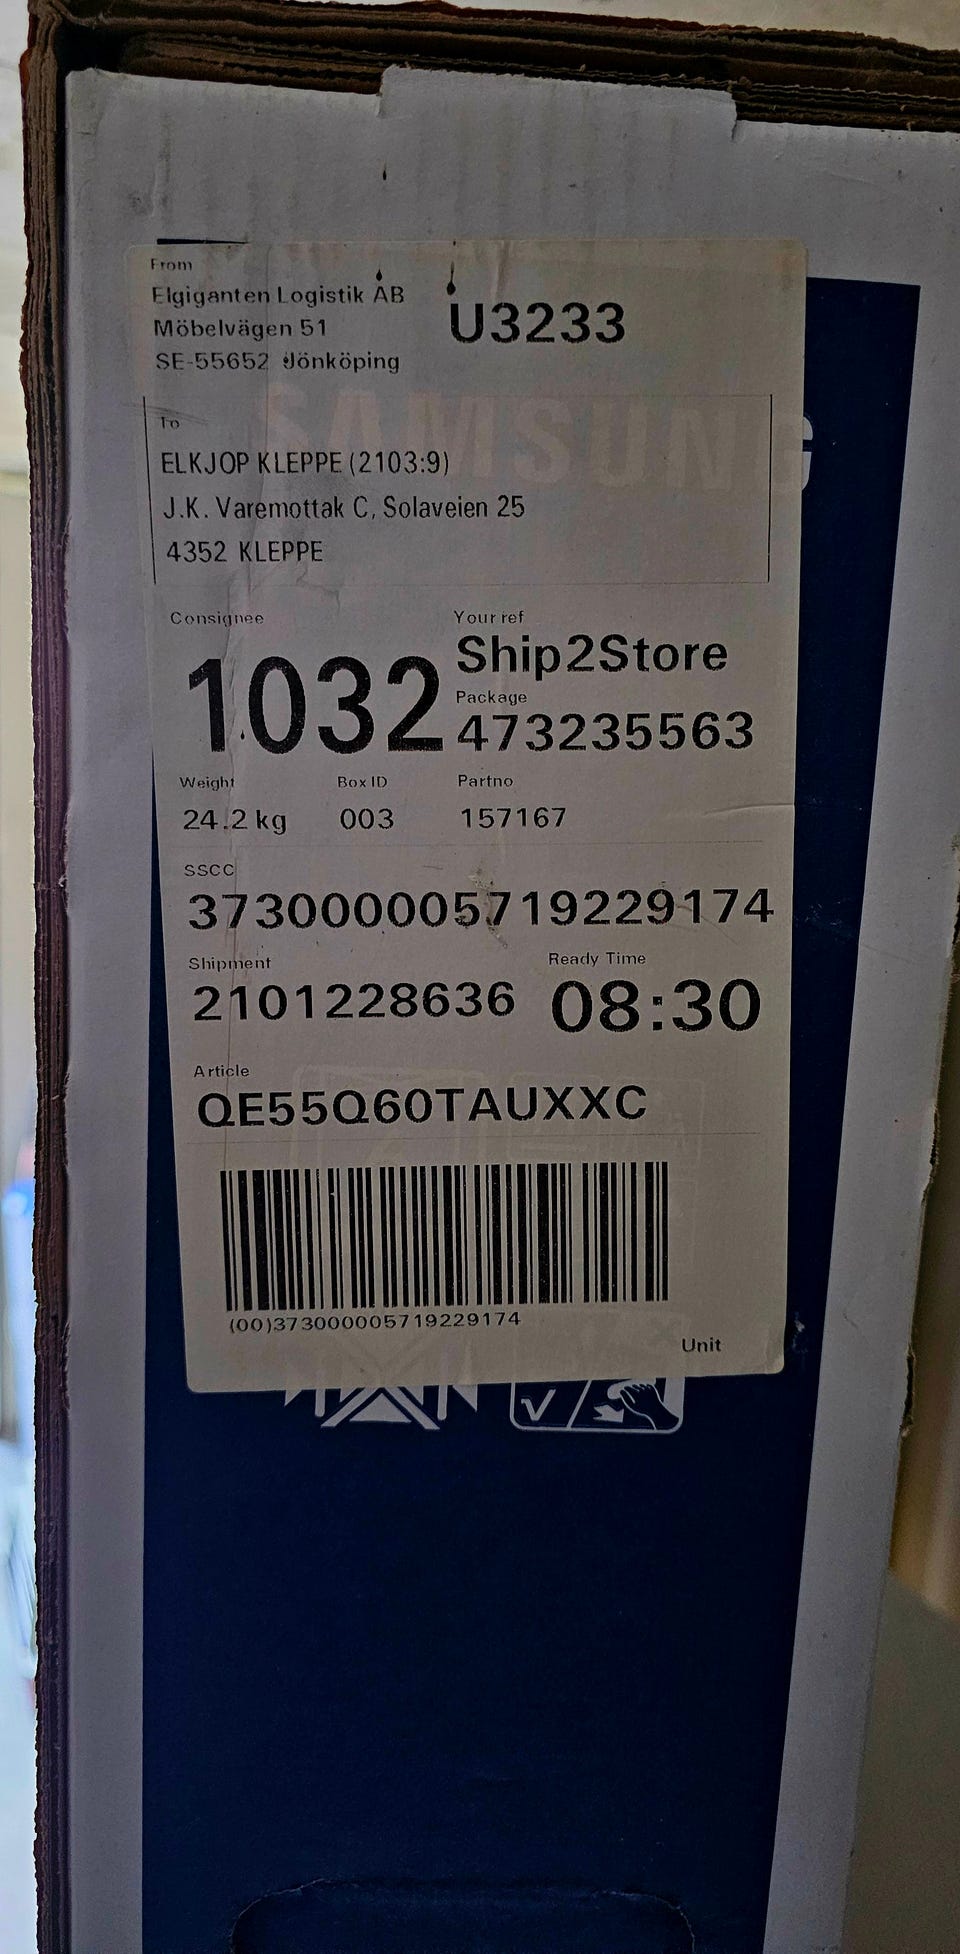 From
Elgiganten Logistik AB
Möbelvägen 51
SE-55652 Jönköping
U3233
SAMSUNG
To
ELKJOP KLEPPE (2103:9)
J.K. Varemottak C, Solaveien 25
4352 KLEPPE
Consignee
1032
Your ref
Ship2Store
Package
473235563
Weight Box ID Partno
24.2 kg 003 157167
SSCC
373000005719229174
Shipment Ready Time
2101228636 08:30
Article
QE55Q60TAUXXC
(00)373000005719229174
Unit